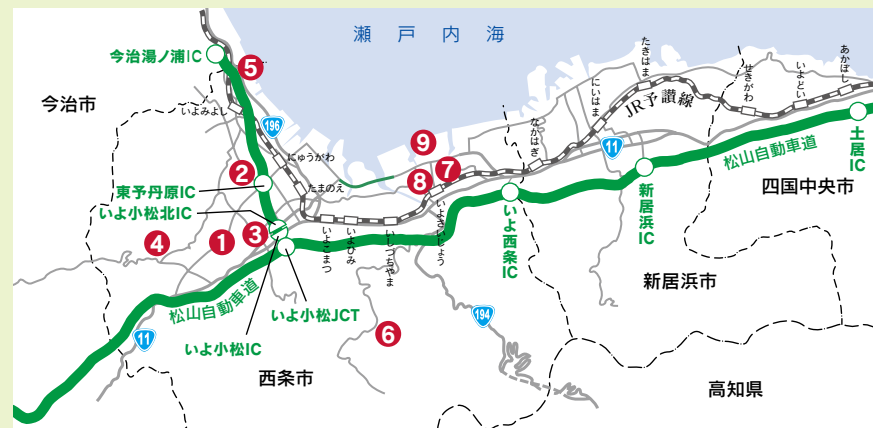 瀬戸内海
今治湯ノ浦IC
5
今治市
いよみよし
196
にゅうがわ
2
東予丹原IC
たまのえ
いよ小松北IC
4
1
3
いよこまつ
いよひみ
いしづちやま
いよさいじょう
9
7
8
なかはぎ
にいはま
たきはま
JR予讃線
せきがわ
いよどい
あかぼし
11
松山自動車道
土居IC
四国中央市
新居浜IC
いよ西条IC
新居浜市
松山自動車道
いよ小松JCT
いよ小松IC
11
6
194
西条市
高知県